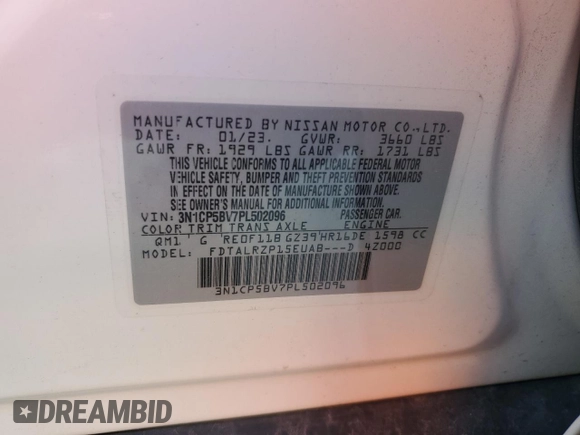 MANUFACTURED BY NISSAN MOTOR CO.,LTD.
DATE: 01/23. GVWR: 3660 LBS
GAWR FR: 1929 LBS GAWR RR: 1731 LBS
THIS VEHICLE CONFORMS TO ALL APPLICABLE FEDERAL MOTOR
VEHICLE SAFETY, BUMPER AND THEFT PREVENTION STANDARDS
IN EFFECT ON THE DATE OF MANUFACTURE SHOWN ABOVE.
SEE OWNER'S MANUAL FOR ADDITIONAL INFORMATION.
VIN: 3N1CP5BV7PL502096 PASSENGER CAR.
COLOR TRIM TRANS AXLE ENGINE
QM1 G RE0F11B GZ39 HR16DE 1598 CC
MODEL: FDTALRZP15EUAB---D 42000
3N1CP5BV7PL502096
DREAMBID